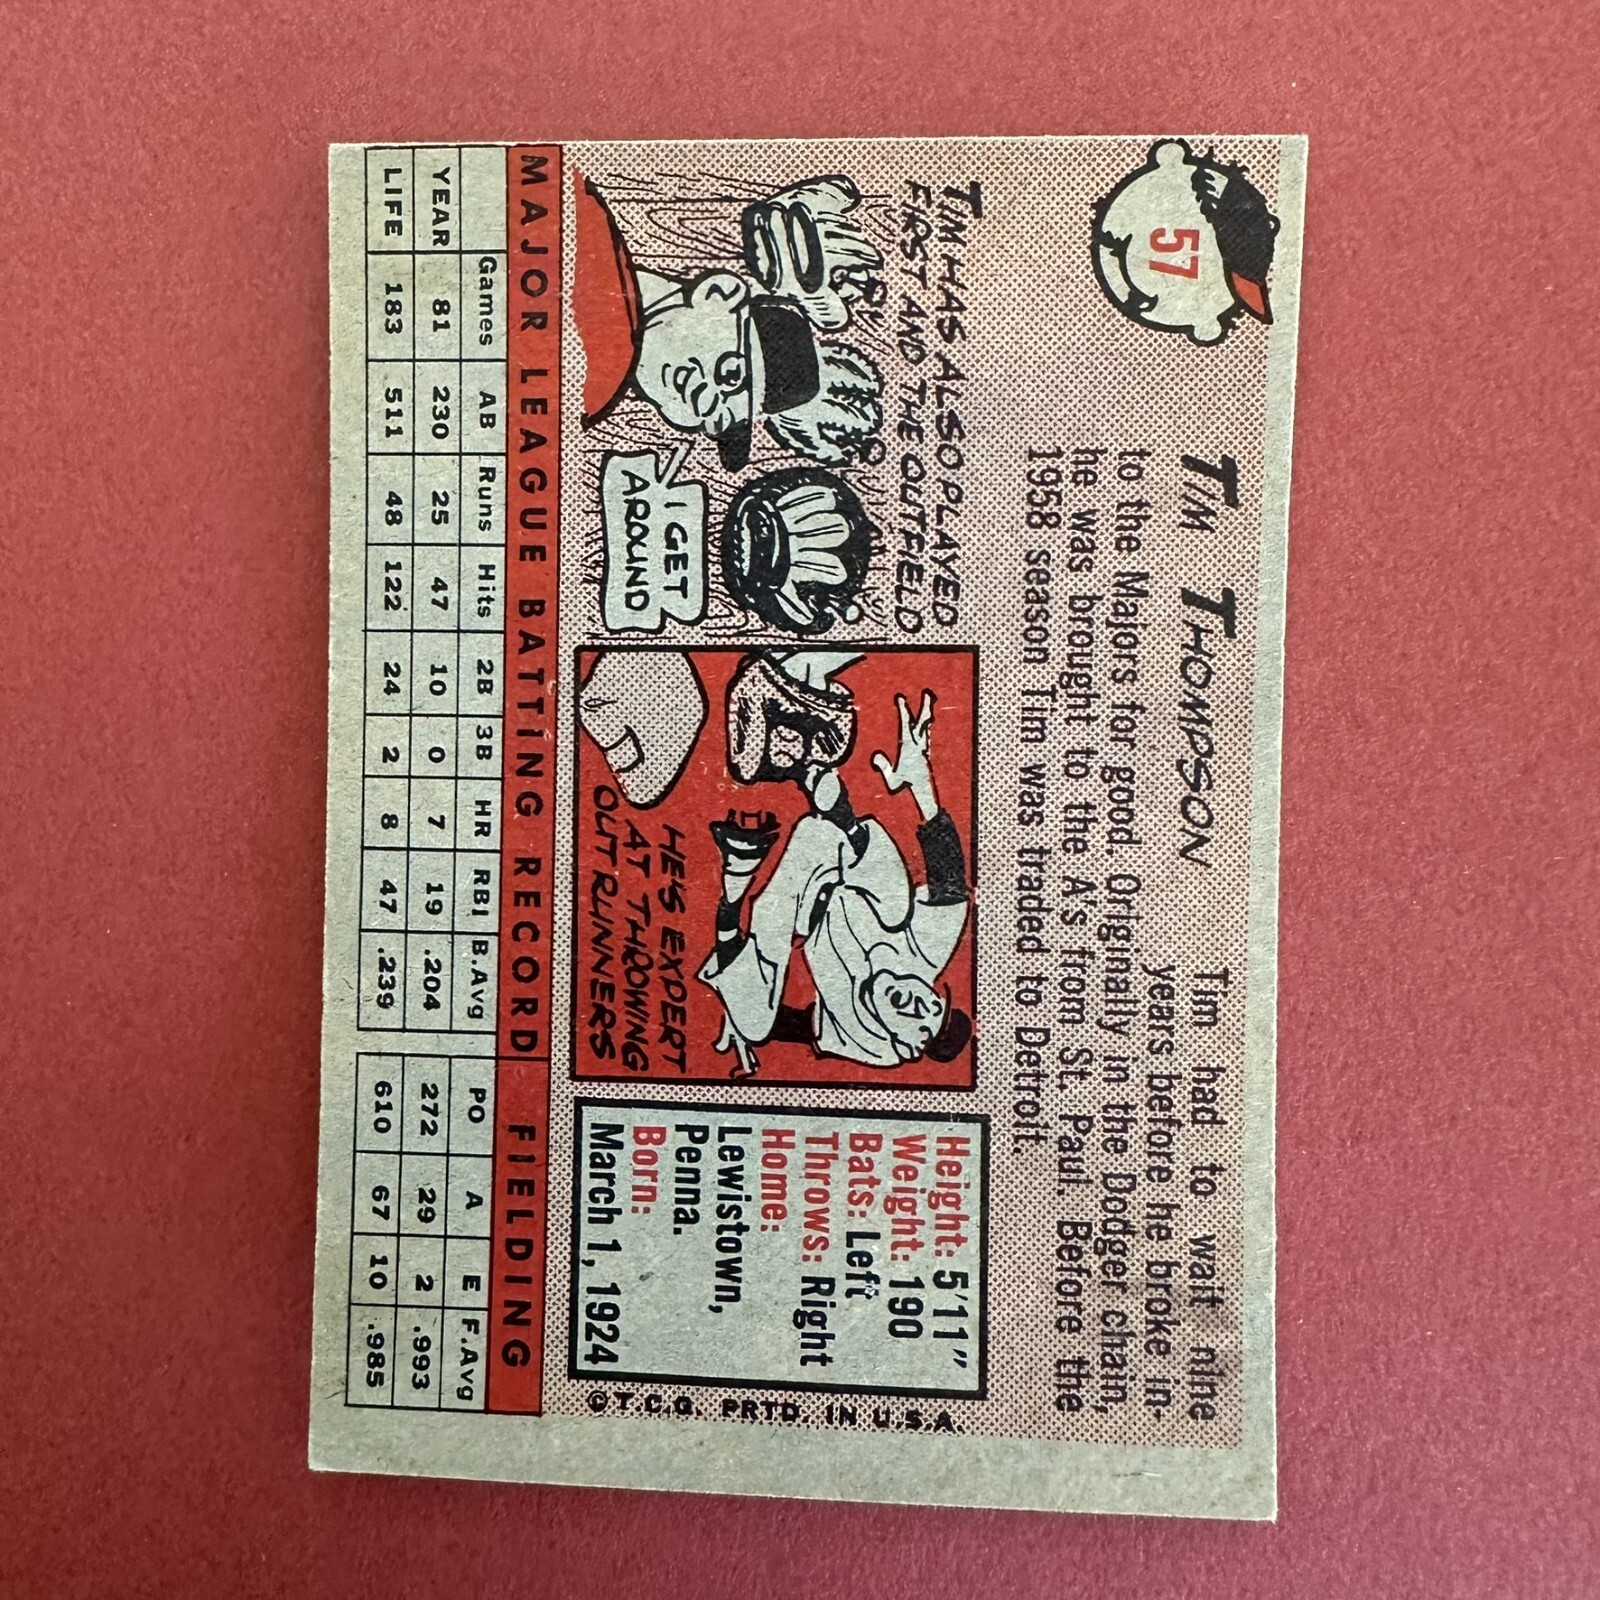 57
TIM THOMPSON
Tim had to wait nine
years before he broke in-
to the Majors for good. Originally in the Dodger chain,
he was brought to the A's from St. Paul. Before the
1958 season Tim was traded to Detroit.
TIM HAS ALSO PLAYED
FIRST AND THE OUTFIELD
I GET
AROUND
HE'S EXPERT
AT THROWING
OUT RUNNERS
Height: 5'11"
Weight: 190
Bats: Left
Throws: Right
Home:
Lewistown,
Penna.
Born:
March 1, 1924
© T.C.G. PRTD. IN U.S.A.
MAJOR LEAGUE BATTING RECORD FIELDING
Games AB Runs Hits 2B 3B HR RBI B.Avg PO A E F.Avg
YEAR 81 230 25 47 10 0 7 19 .204 272 29 2 .993
LIFE 183 511 48 122 24 2 8 47 .239 610 67 10 .985